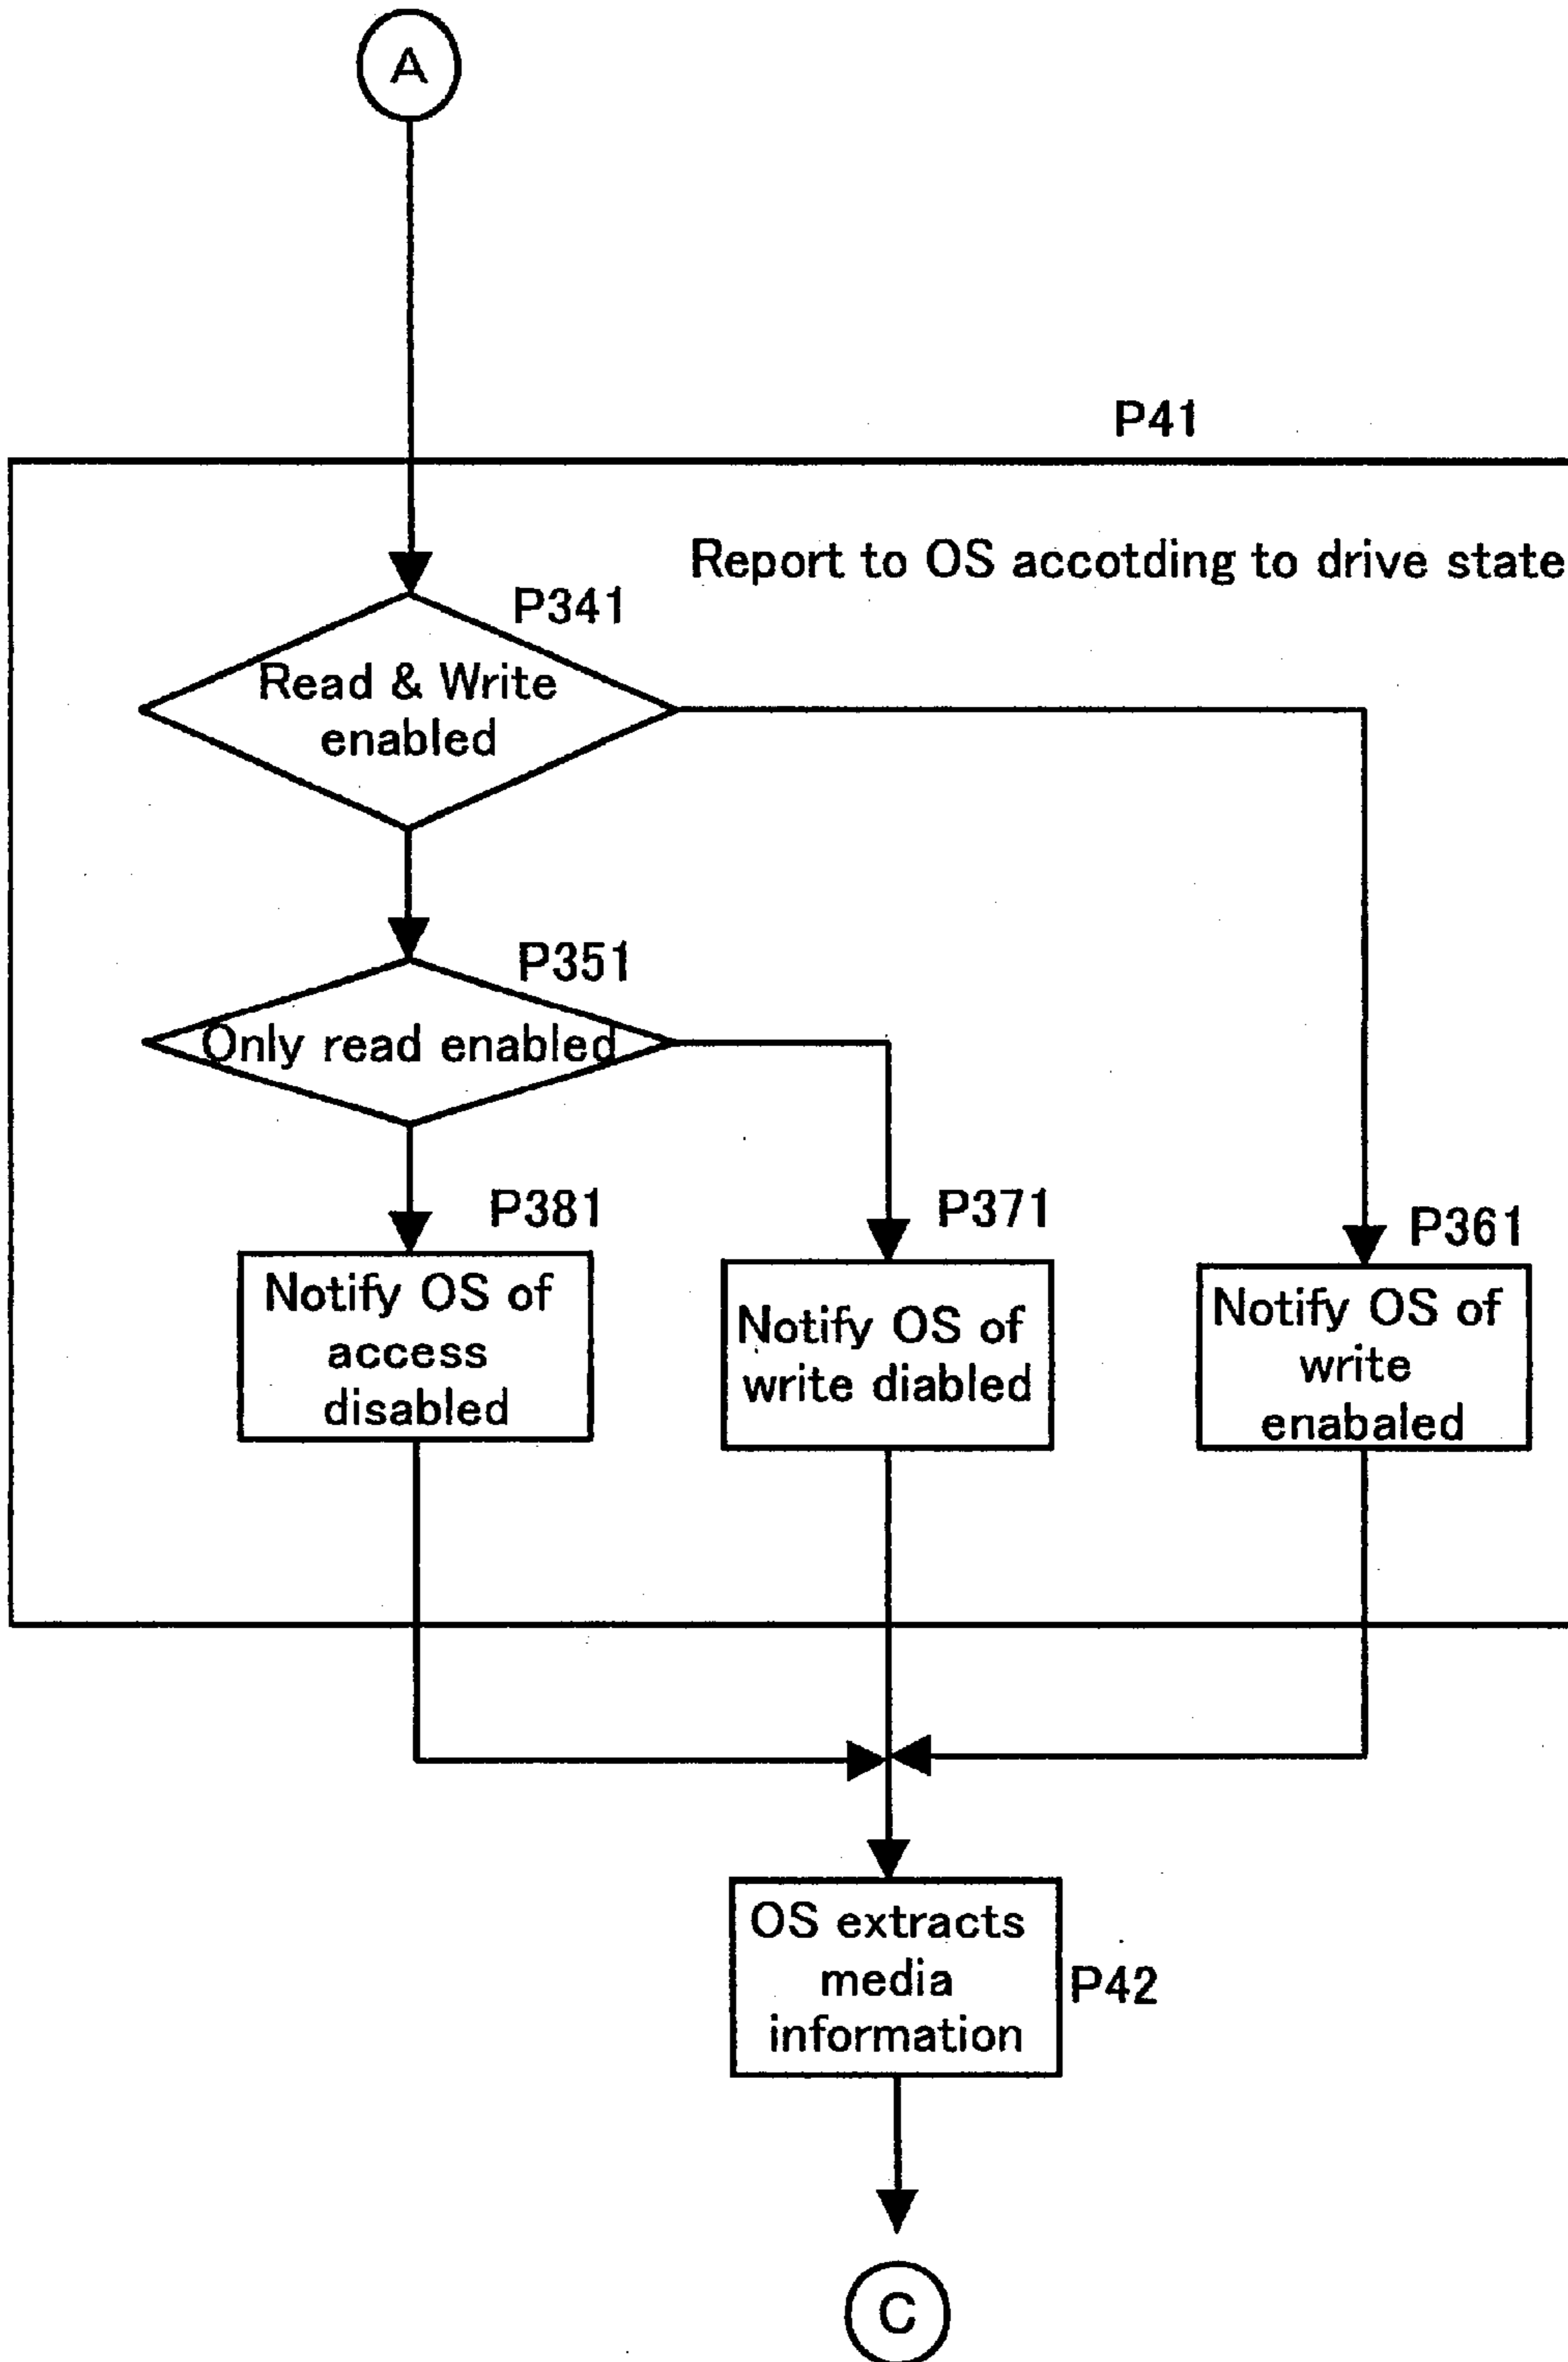 A
P41
Report to OS accotding to drive state
P341
Read & Write
enabled
P351
Only read enabled
P381
Notify OS of
access
disabled
P371
Notify OS of
write diabled
P361
Notify OS of
write
enabaled
OS extracts
media
information
P42
C